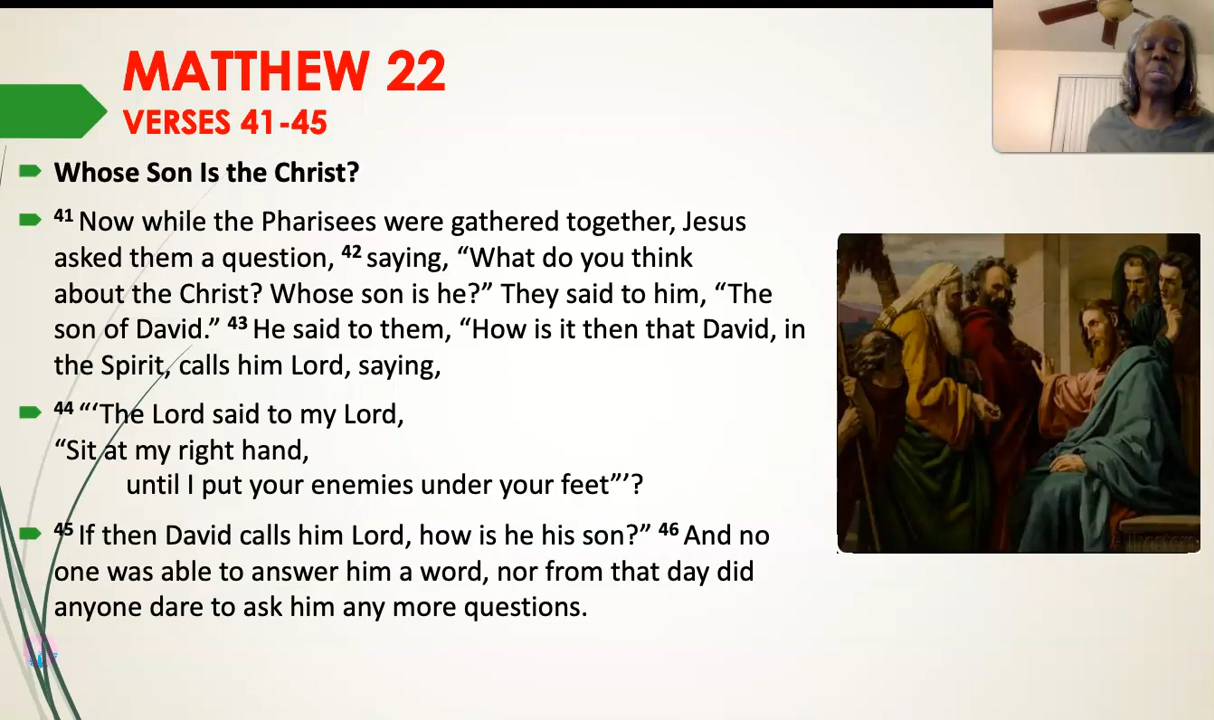 MATTHEW 22
VERSES 41-45
Whose Son Is the Christ?
41 Now while the Pharisees were gathered together, Jesus
asked them a question, 42 saying, “What do you think
about the Christ? Whose son is he?” They said to him, “The
son of David.” 43 He said to them, “How is it then that David, in
the Spirit, calls him Lord, saying,
44 “‘The Lord said to my Lord,
“Sit at my right hand,
until I put your enemies under your feet”’?
45 If then David calls him Lord, how is he his son?” 46 And no
one was able to answer him a word, nor from that day did
anyone dare to ask him any more questions.